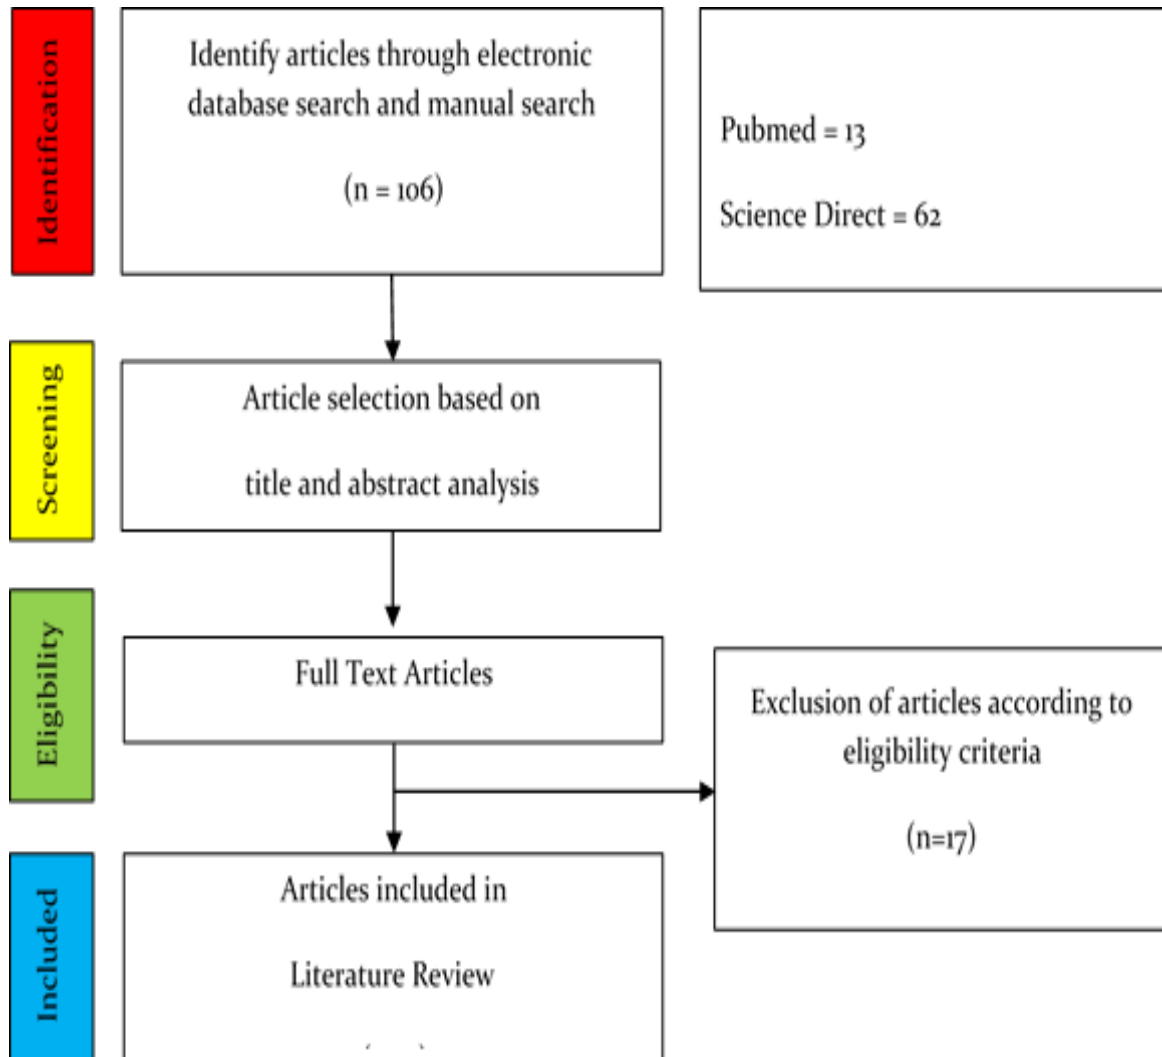 Identification
Identify articles through electronic
database search and manual search
(n = 106)
Pubmed = 13
Science Direct = 62
Screening
Article selection based on
title and abstract analysis
Eligibility
Full Text Articles
Exclusion of articles according to
eligibility criteria
(n=17)
Included
Articles included in
Literature Review